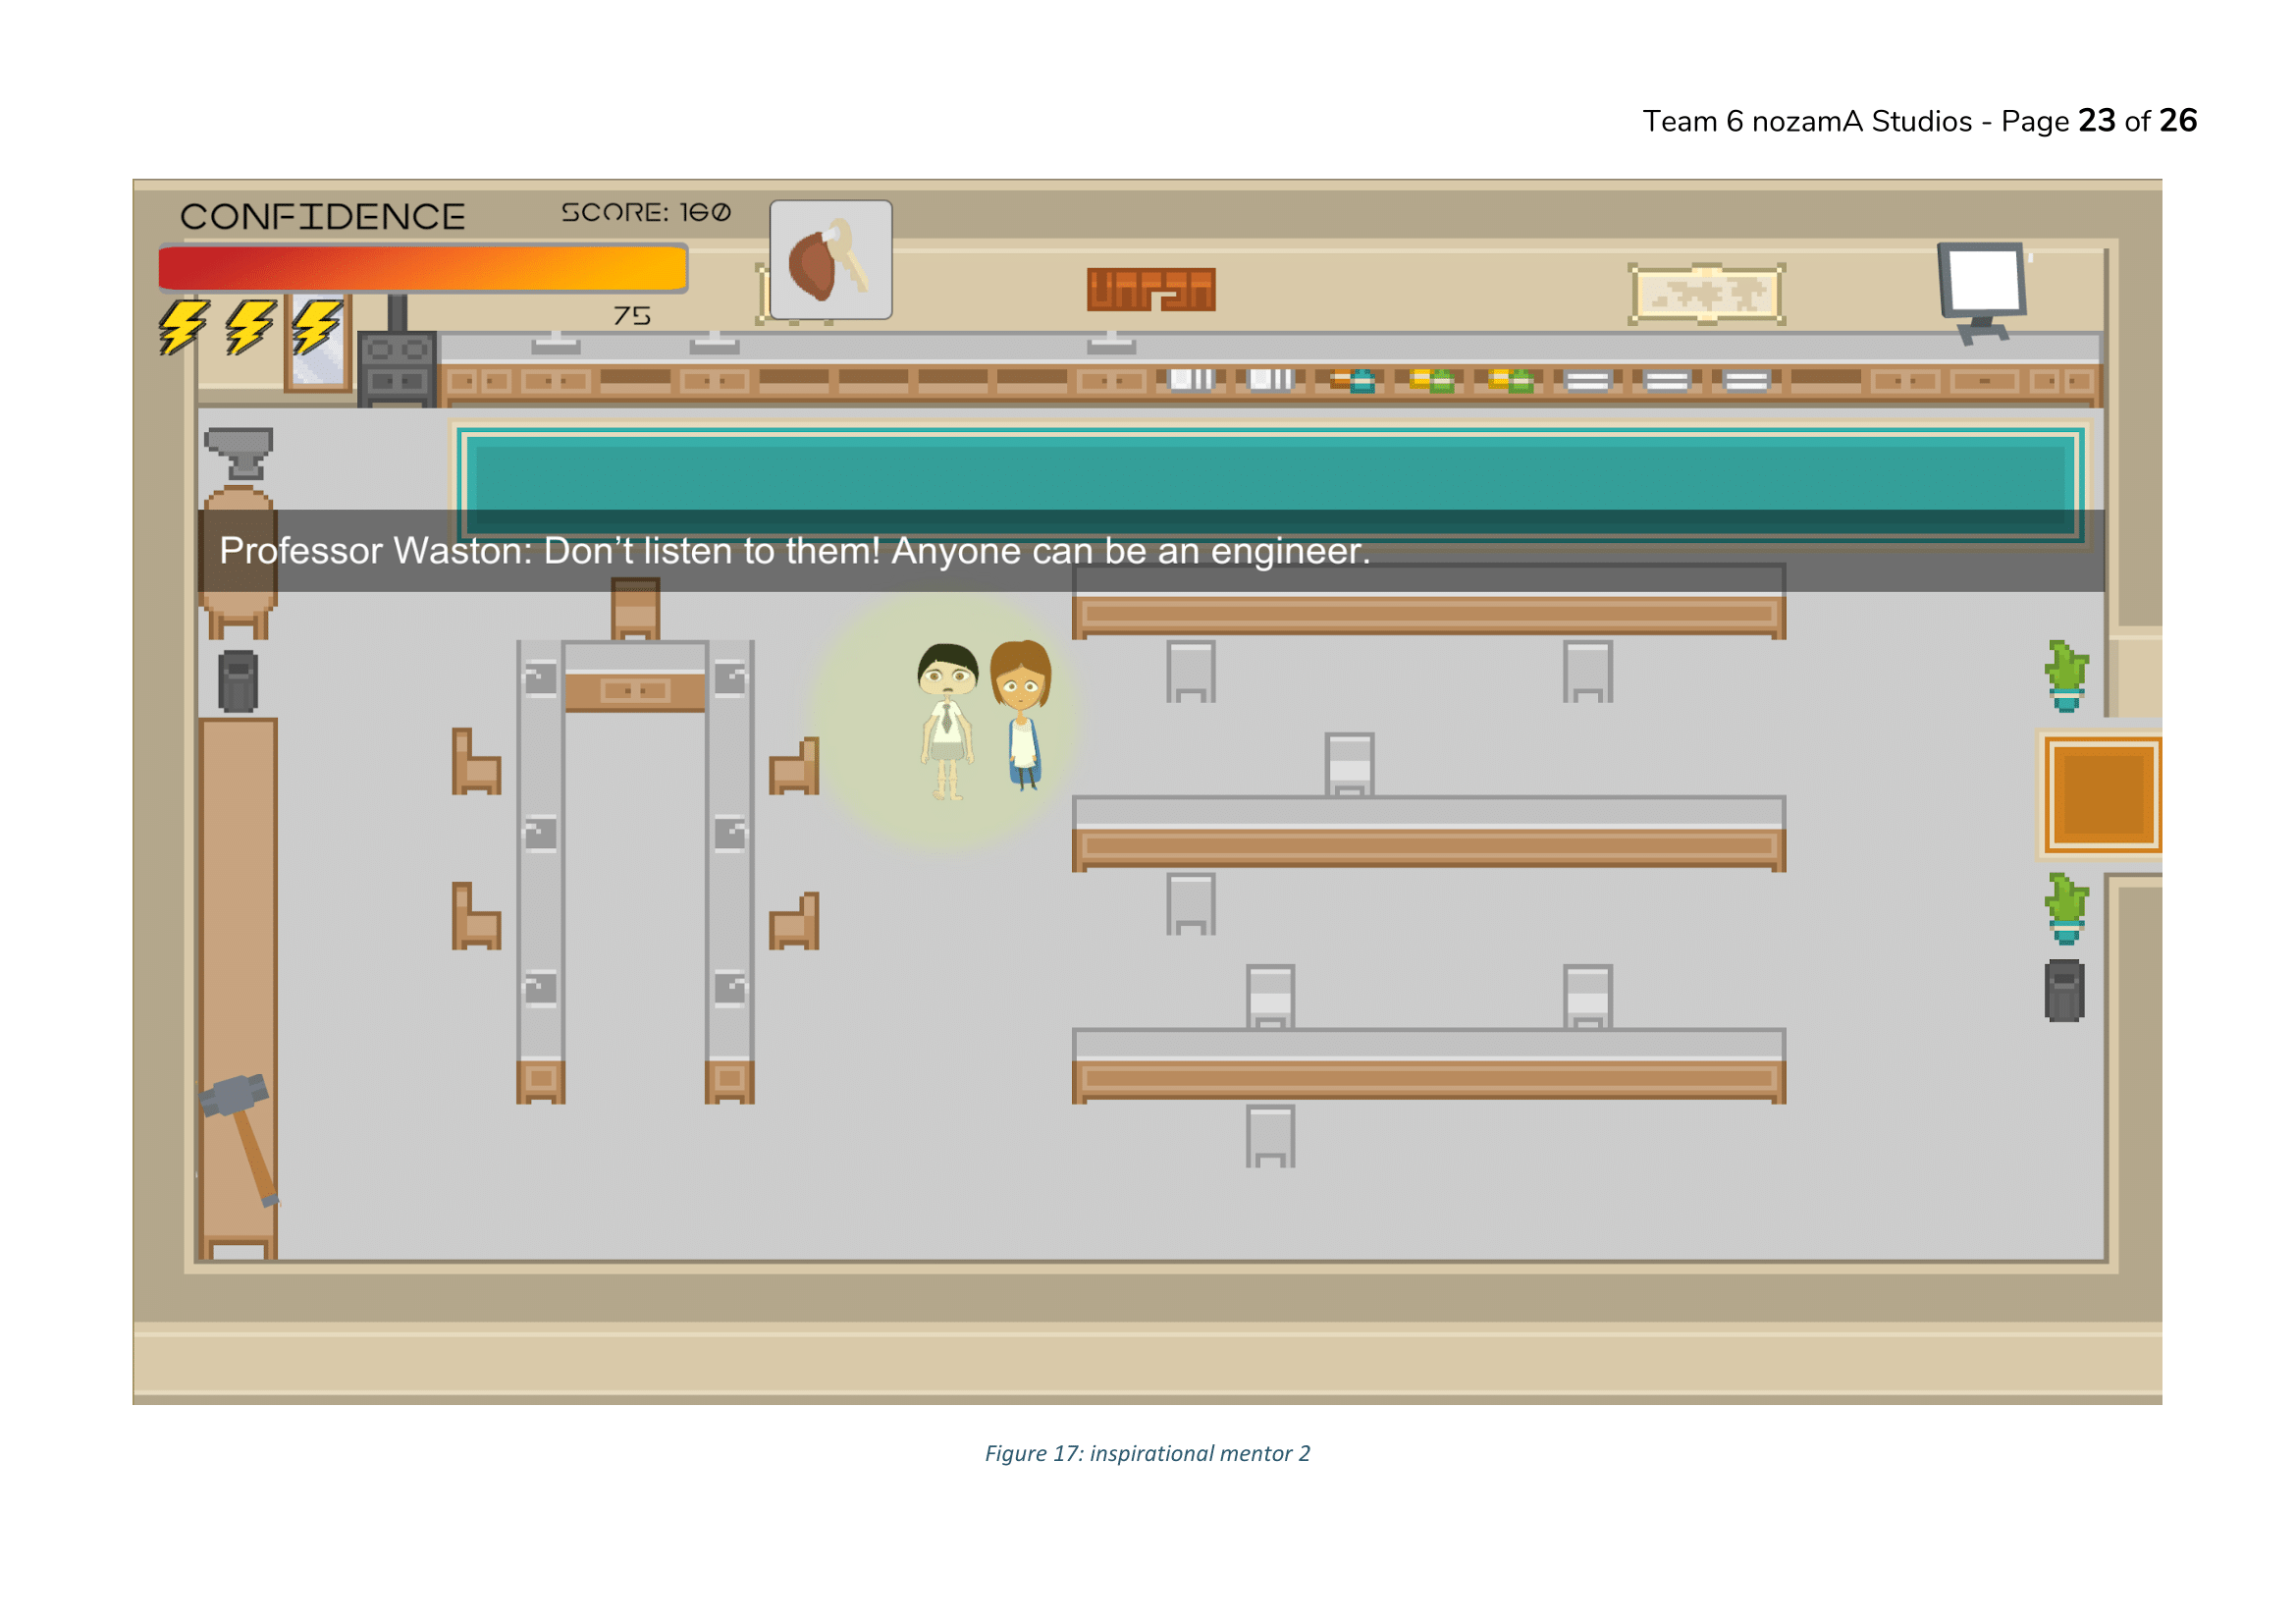 Team 6 nozamA Studios - Page 23 of 26
CONFIDENCE
SCORE: 160
75
Professor Waston: Don’t listen to them! Anyone can be an engineer.
Figure 17: inspirational mentor 2